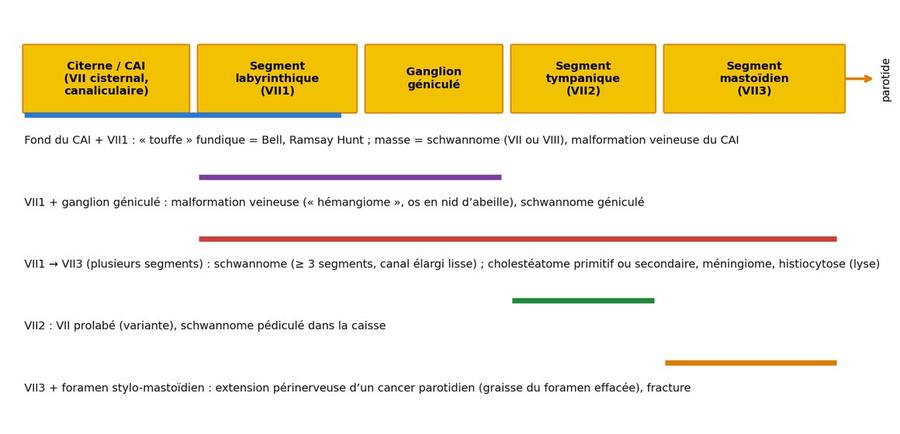 Citerne / CAI
(VII cisternal,
canaliculaire)
Segment
labyrinthique
(VII1)
Ganglion
géniculé
Segment
tympanique
(VII2)
Segment
mastoïdien
(VII3)
parotide
Fond du CAI + VII1 : « touffe » fundique = Bell, Ramsay Hunt ; masse = schwannome (VII ou VIII), malformation veineuse du CAI
VII1 + ganglion géniculé : malformation veineuse (« hémangiome », os en nid d’abeille), schwannome géniculé
VII1 → VII3 (plusieurs segments) : schwannome (≥ 3 segments, canal élargi lisse) ; cholestéatome primitif ou secondaire, méningiome, histiocytose (lyse)
VII2 : VII prolabé (variante), schwannome pédiculé dans la caisse
VII3 + foramen stylo-mastoïdien : extension périnerveuse d’un cancer parotidien (graisse du foramen effacée), fracture